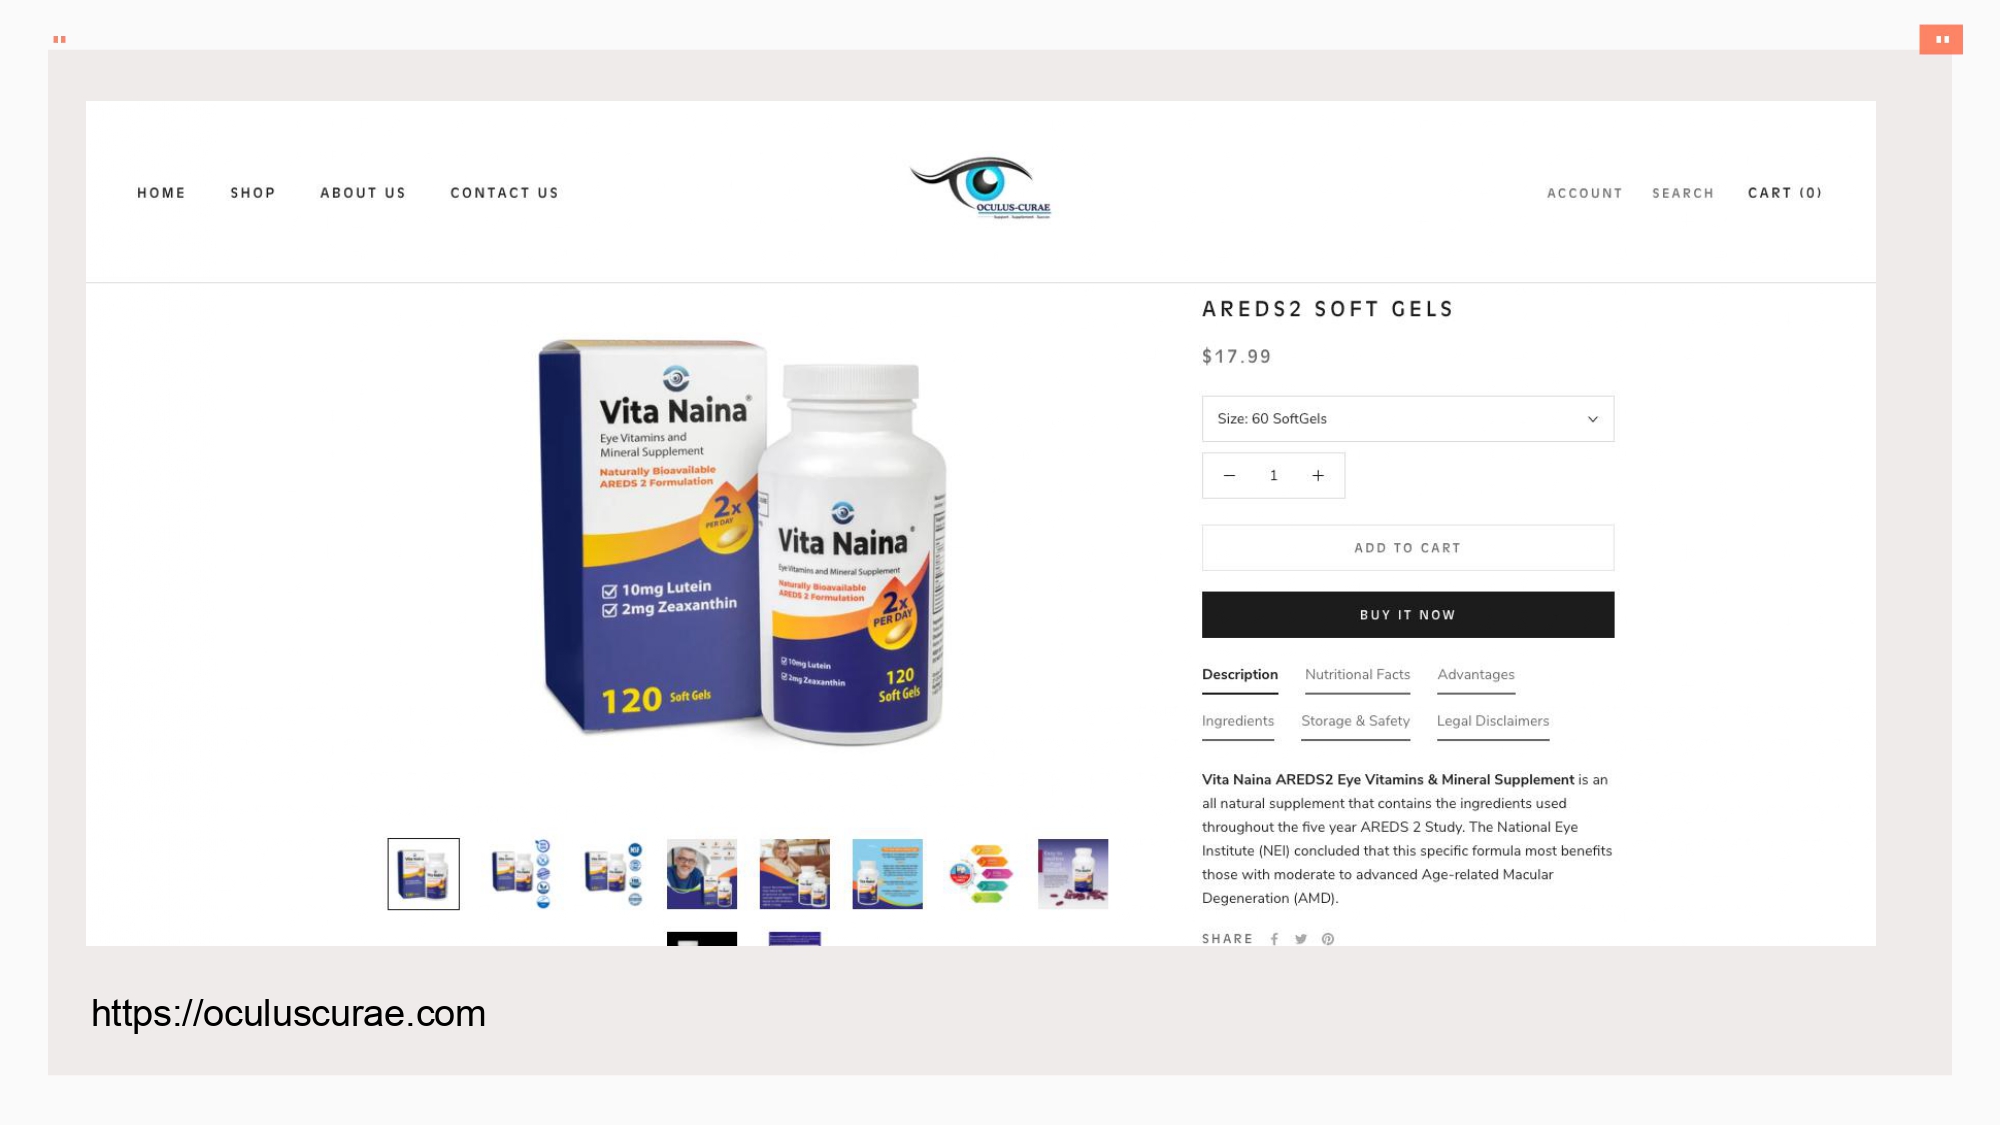 HOME SHOP ABOUT US CONTACT US
OCULUS-CURAE
ACCOUNT SEARCH CART (0)
AREDS2 SOFT GELS
$17.99
Size: 60 SoftGels
− 1 +
ADD TO CART
BUY IT NOW
Description Nutritional Facts Advantages
Ingredients Storage & Safety Legal Disclaimers
Vita Naina AREDS2 Eye Vitamins & Mineral Supplement is an
all natural supplement that contains the ingredients used
throughout the five year AREDS 2 Study. The National Eye
Institute (NEI) concluded that this specific formula most benefits
those with moderate to advanced Age-related Macular
Degeneration (AMD).
SHARE
Vita Naina®
Eye Vitamins and
Mineral Supplement
Naturally Bioavailable
AREDS 2 Formulation
2x
PER DAY
10mg Lutein
2mg Zeaxanthin
120 Soft Gels
Vita Naina®
Eye Vitamins and Mineral Supplement
Naturally Bioavailable
AREDS 2 Formulation
2x
PER DAY
10mg Lutein
2mg Zeaxanthin
120
Soft Gels
https://oculuscurae.com